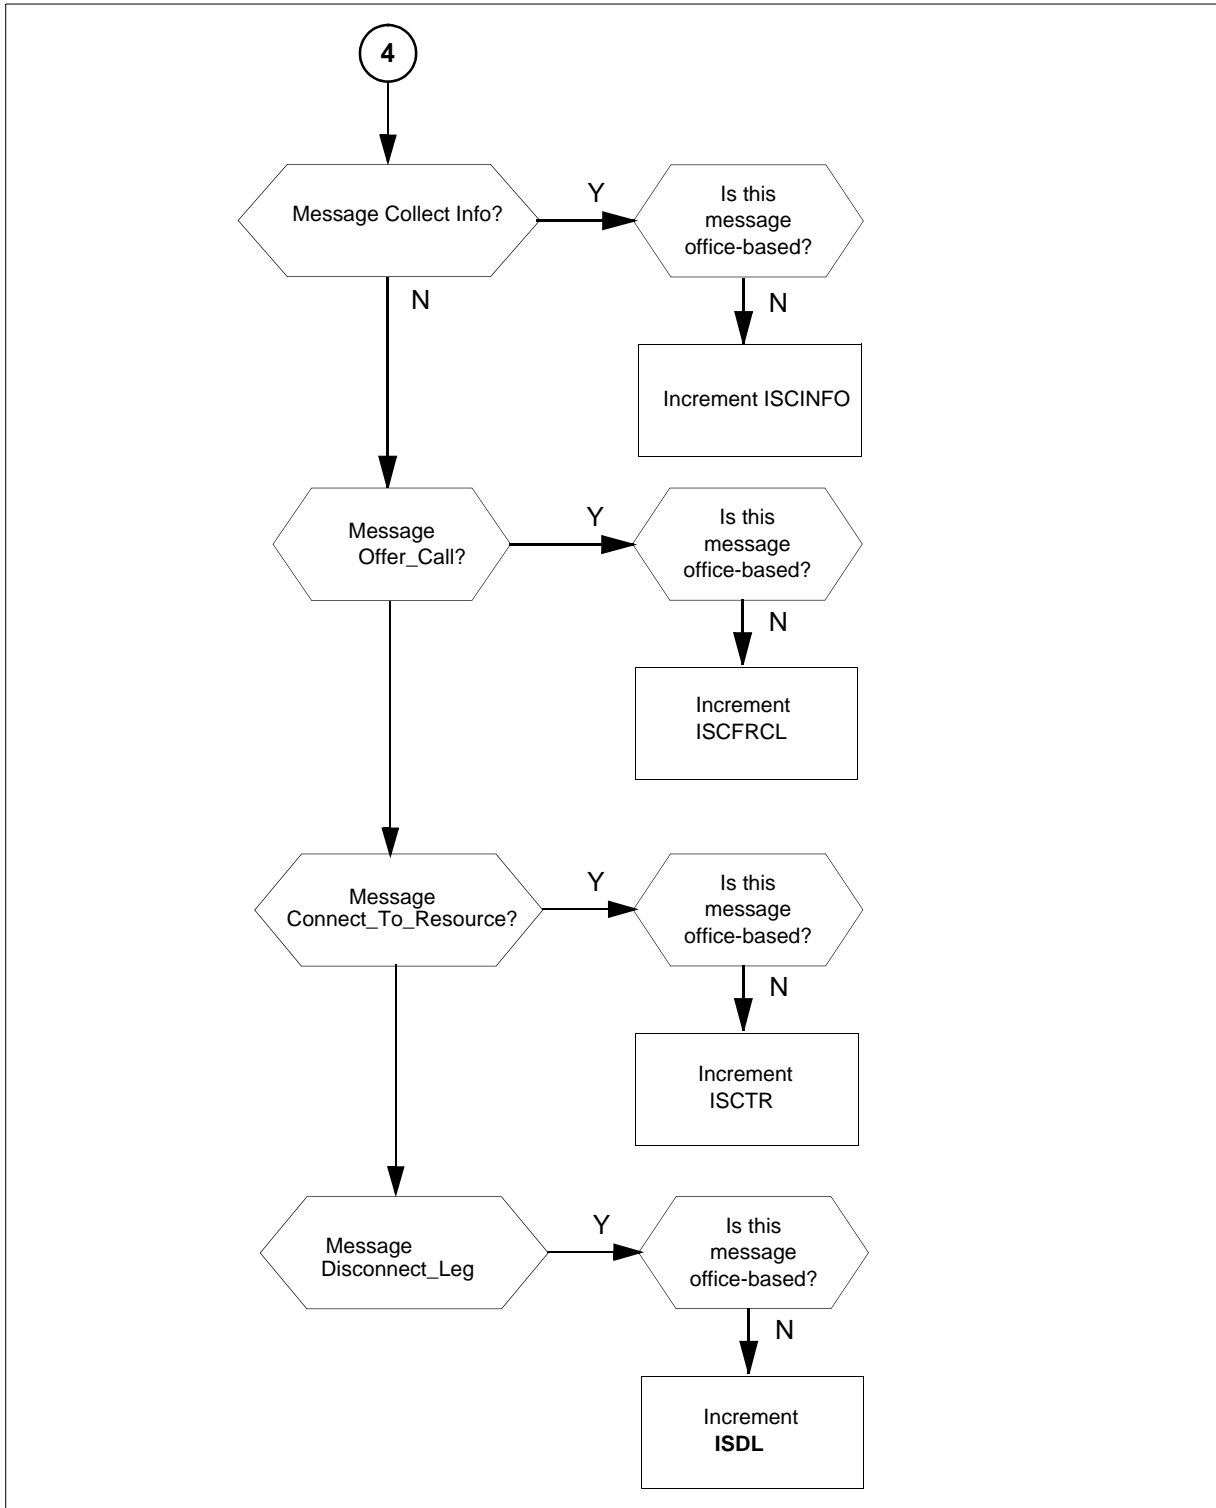 4
Message Collect Info?
Y
Is this
message
office-based?
N
N
Increment ISCINFO
Message
Offer_Call?
Y
Is this
message
office-based?
N
Increment
ISCFRCL
Message
Connect_To_Resource?
Y
Is this
message
office-based?
N
Increment
ISCTR
Message
Disconnect_Leg
Y
Is this
message
office-based?
N
Increment
ISDL